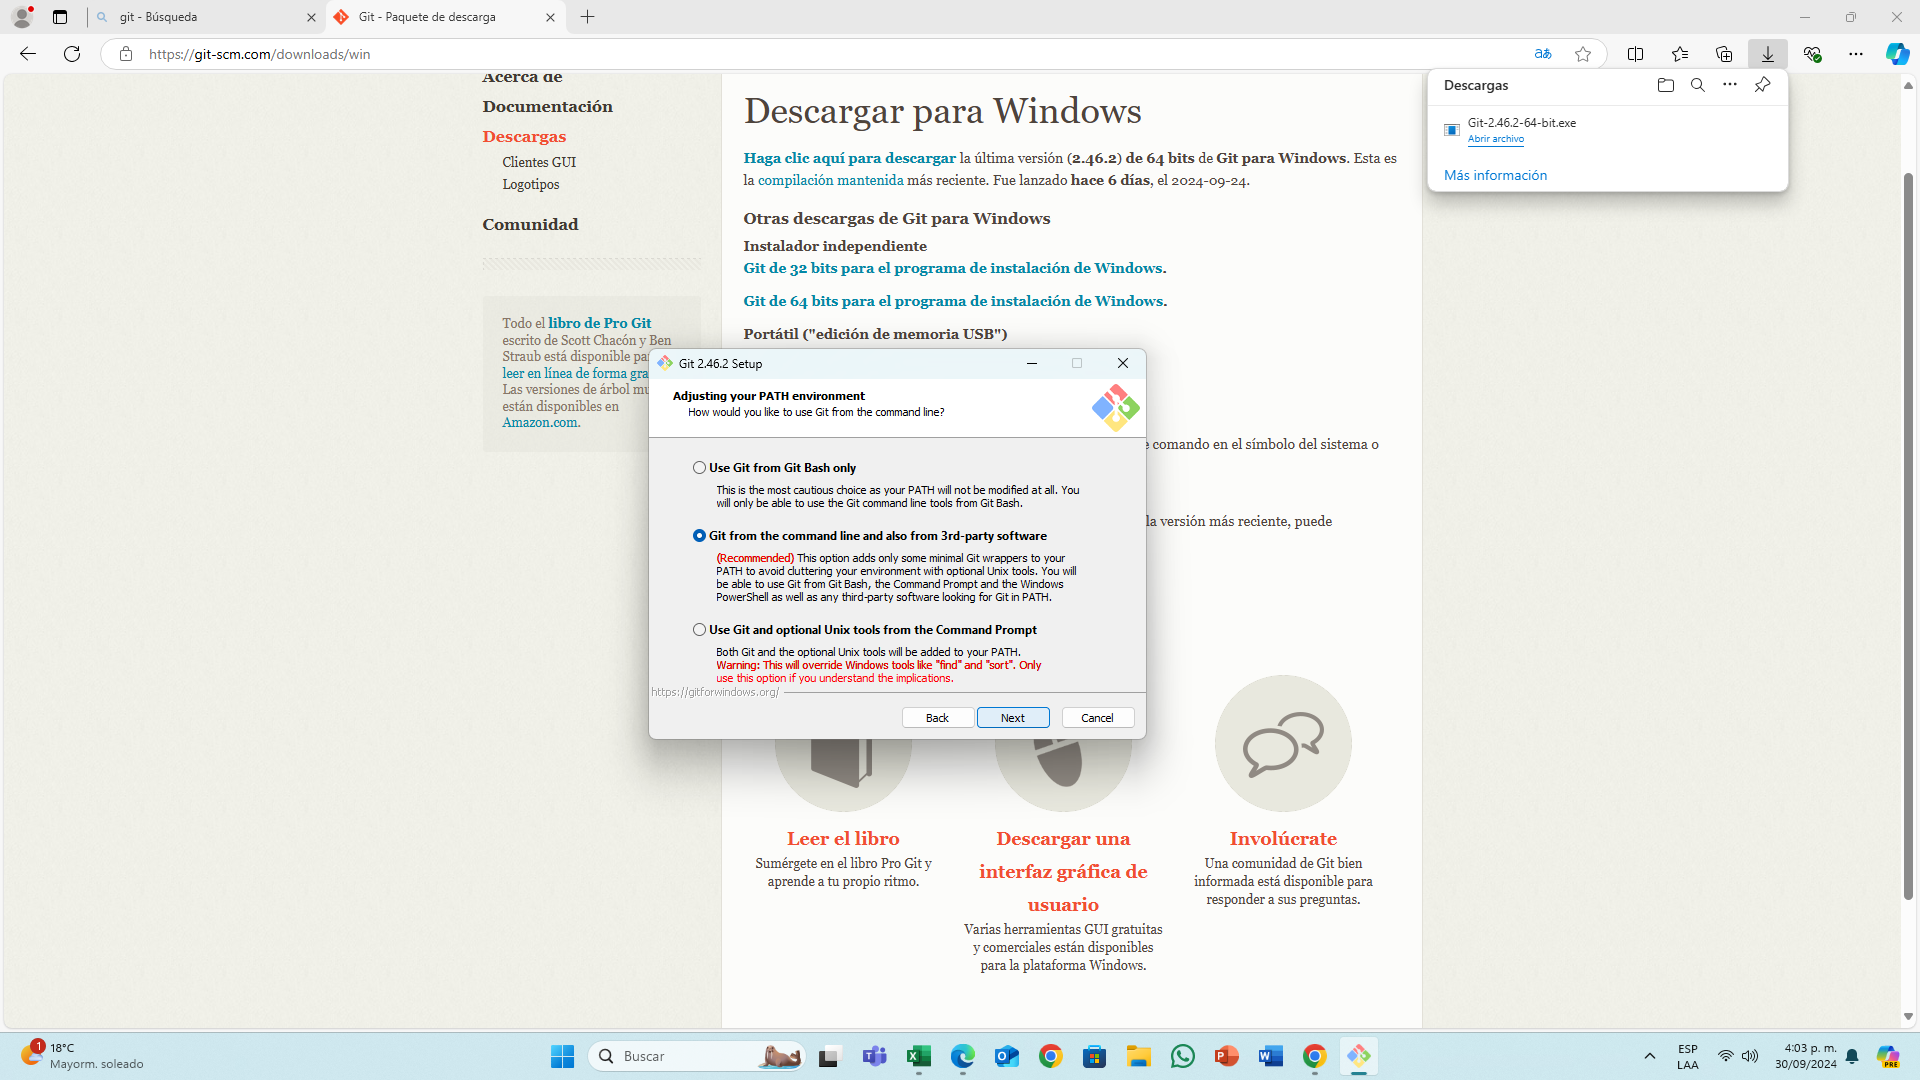 git - Búsqueda
Git - Paquete de descarga
https://git-scm.com/downloads/win
aあ
Acerca de
Documentación
Descargas
Clientes GUI
Logotipos
Comunidad
Todo el libro de Pro Git
escrito de Scott Chacón y Ben
Straub está disponible pa
leer en línea de forma gra
Las versiones de árbol mu
están disponibles en
Amazon.com.
Descargar para Windows
Haga clic aquí para descargar la última versión (2.46.2) de 64 bits de Git para Windows. Esta es
la compilación mantenida más reciente. Fue lanzado hace 6 días, el 2024-09-24.
Otras descargas de Git para Windows
Instalador independiente
Git de 32 bits para el programa de instalación de Windows.
Git de 64 bits para el programa de instalación de Windows.
Portátil ("edición de memoria USB")
e comando en el símbolo del sistema o
la versión más reciente, puede
Descargas
Git-2.46.2-64-bit.exe
Abrir archivo
Más información
Git 2.46.2 Setup
Adjusting your PATH environment
How would you like to use Git from the command line?
Use Git from Git Bash only
This is the most cautious choice as your PATH will not be modified at all. You
will only be able to use the Git command line tools from Git Bash.
Git from the command line and also from 3rd-party software
(Recommended) This option adds only some minimal Git wrappers to your
PATH to avoid cluttering your environment with optional Unix tools. You will
be able to use Git from Git Bash, the Command Prompt and the Windows
PowerShell as well as any third-party software looking for Git in PATH.
Use Git and optional Unix tools from the Command Prompt
Both Git and the optional Unix tools will be added to your PATH.
Warning: This will override Windows tools like "find" and "sort". Only
use this option if you understand the implications.
https://gitforwindows.org/
Back
Next
Cancel
Leer el libro
Sumérgete en el libro Pro Git y
aprende a tu propio ritmo.
Descargar una
interfaz gráfica de
usuario
Varias herramientas GUI gratuitas
y comerciales están disponibles
para la plataforma Windows.
Involúcrate
Una comunidad de Git bien
informada está disponible para
responder a sus preguntas.
1
18°C
Mayorm. soleado
Buscar
ESP
LAA
4:03 p. m.
30/09/2024
PRE